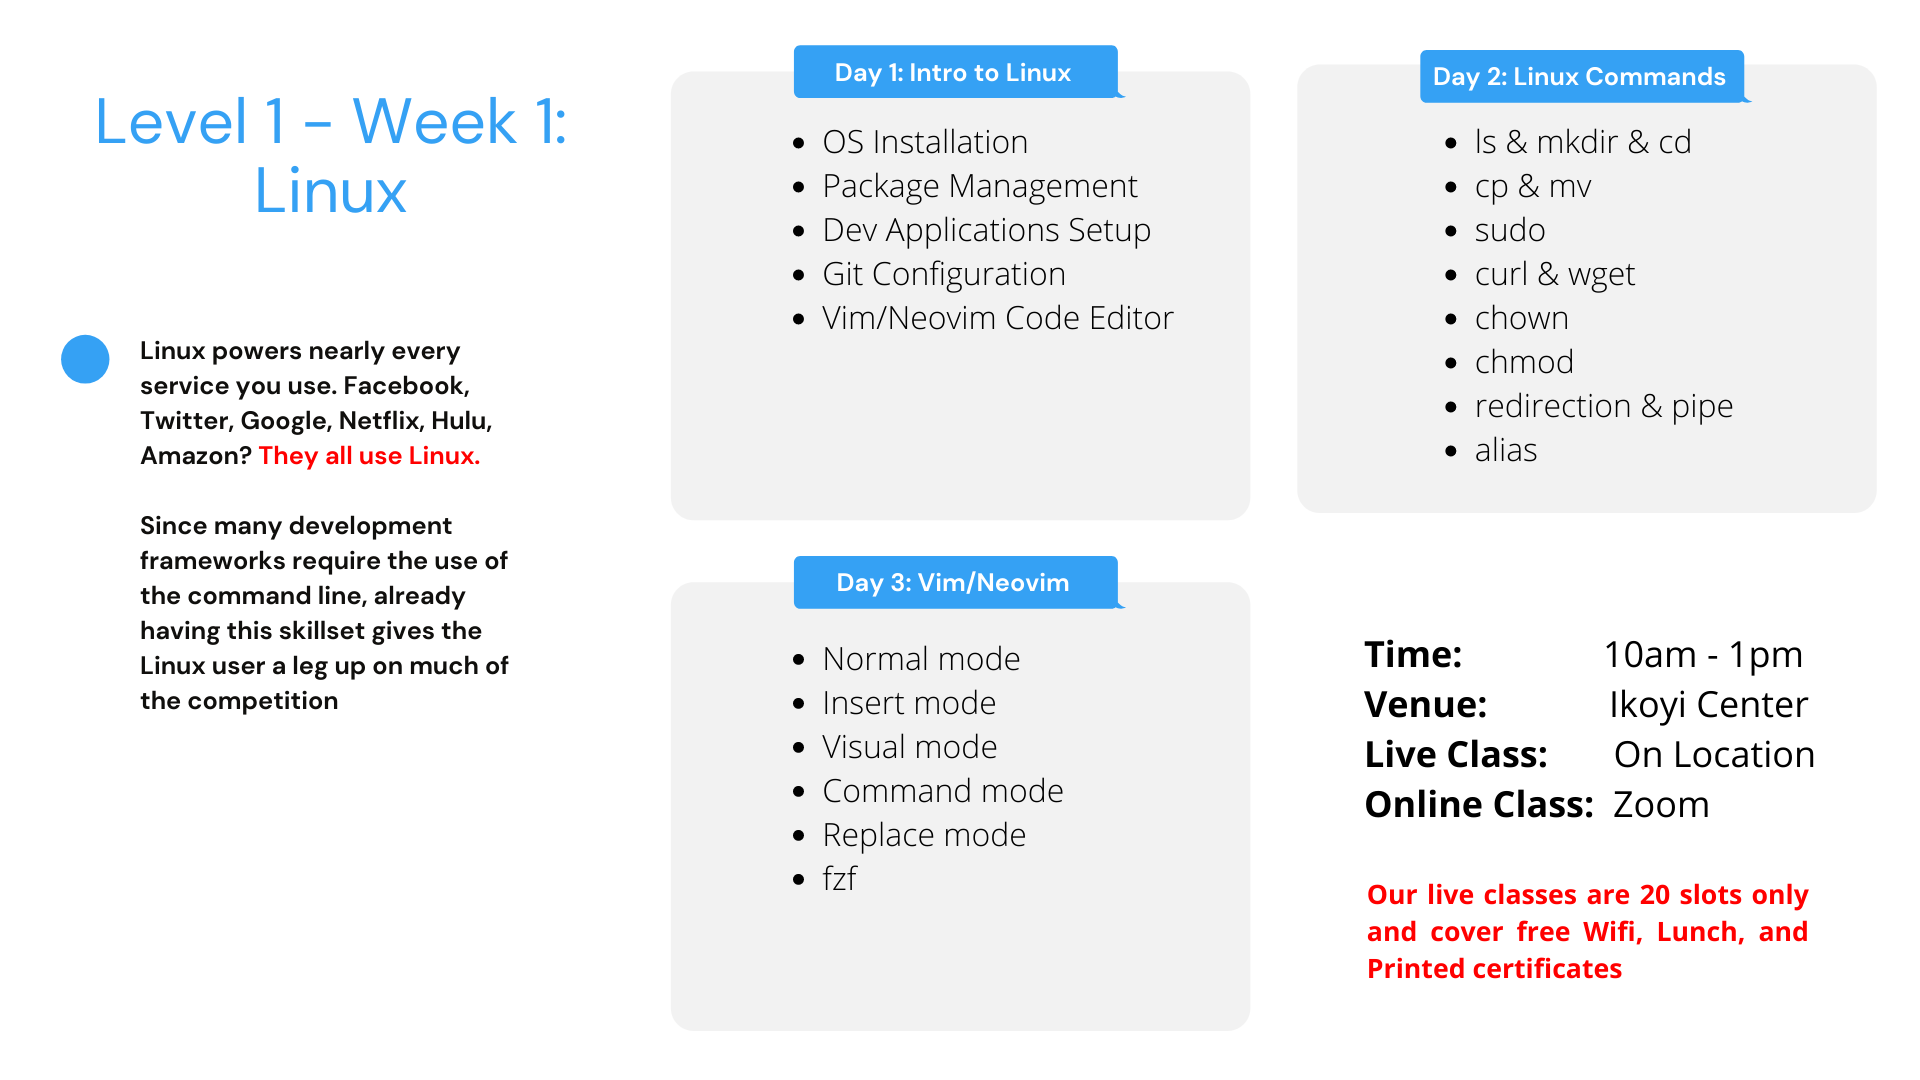 Level 1 - Week 1:
Linux
Linux powers nearly every
service you use. Facebook,
Twitter, Google, Netflix, Hulu,
Amazon? They all use Linux.
Since many development
frameworks require the use of
the command line, already
having this skillset gives the
Linux user a leg up on much of
the competition
Day 1: Intro to Linux
OS Installation
Package Management
Dev Applications Setup
Git Configuration
Vim/Neovim Code Editor
Day 2: Linux Commands
ls & mkdir & cd
cp & mv
sudo
curl & wget
chown
chmod
redirection & pipe
alias
Day 3: Vim/Neovim
Normal mode
Insert mode
Visual mode
Command mode
Replace mode
fzf
Time: 10am - 1pm
Venue: Ikoyi Center
Live Class: On Location
Online Class: Zoom
Our live classes are 20 slots only
and cover free Wifi, Lunch, and
Printed certificates